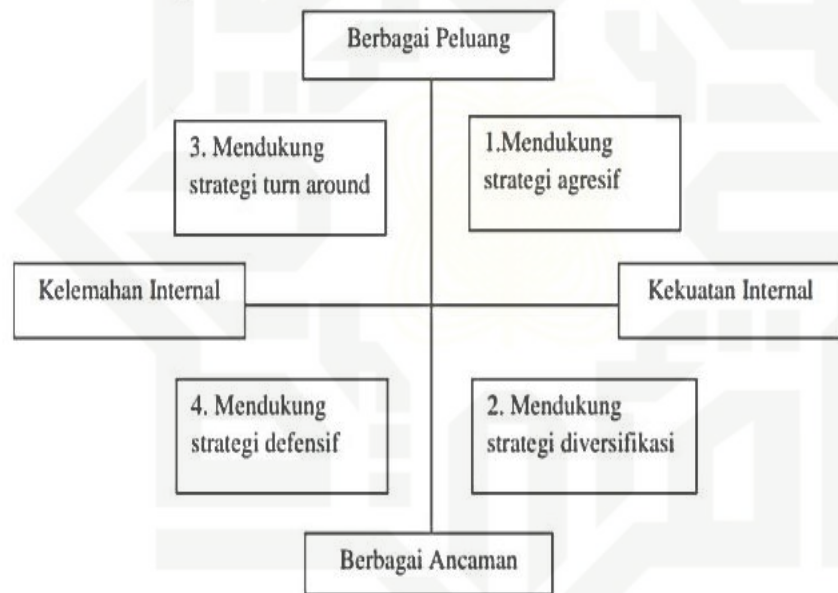 Berbagai Peluang
3. Mendukung
strategi turn around
1.Mendukung
strategi agresif
Kelemahan Internal
Kekuatan Internal
4. Mendukung
strategi defensif
2. Mendukung
strategi diversifikasi
Berbagai Ancaman